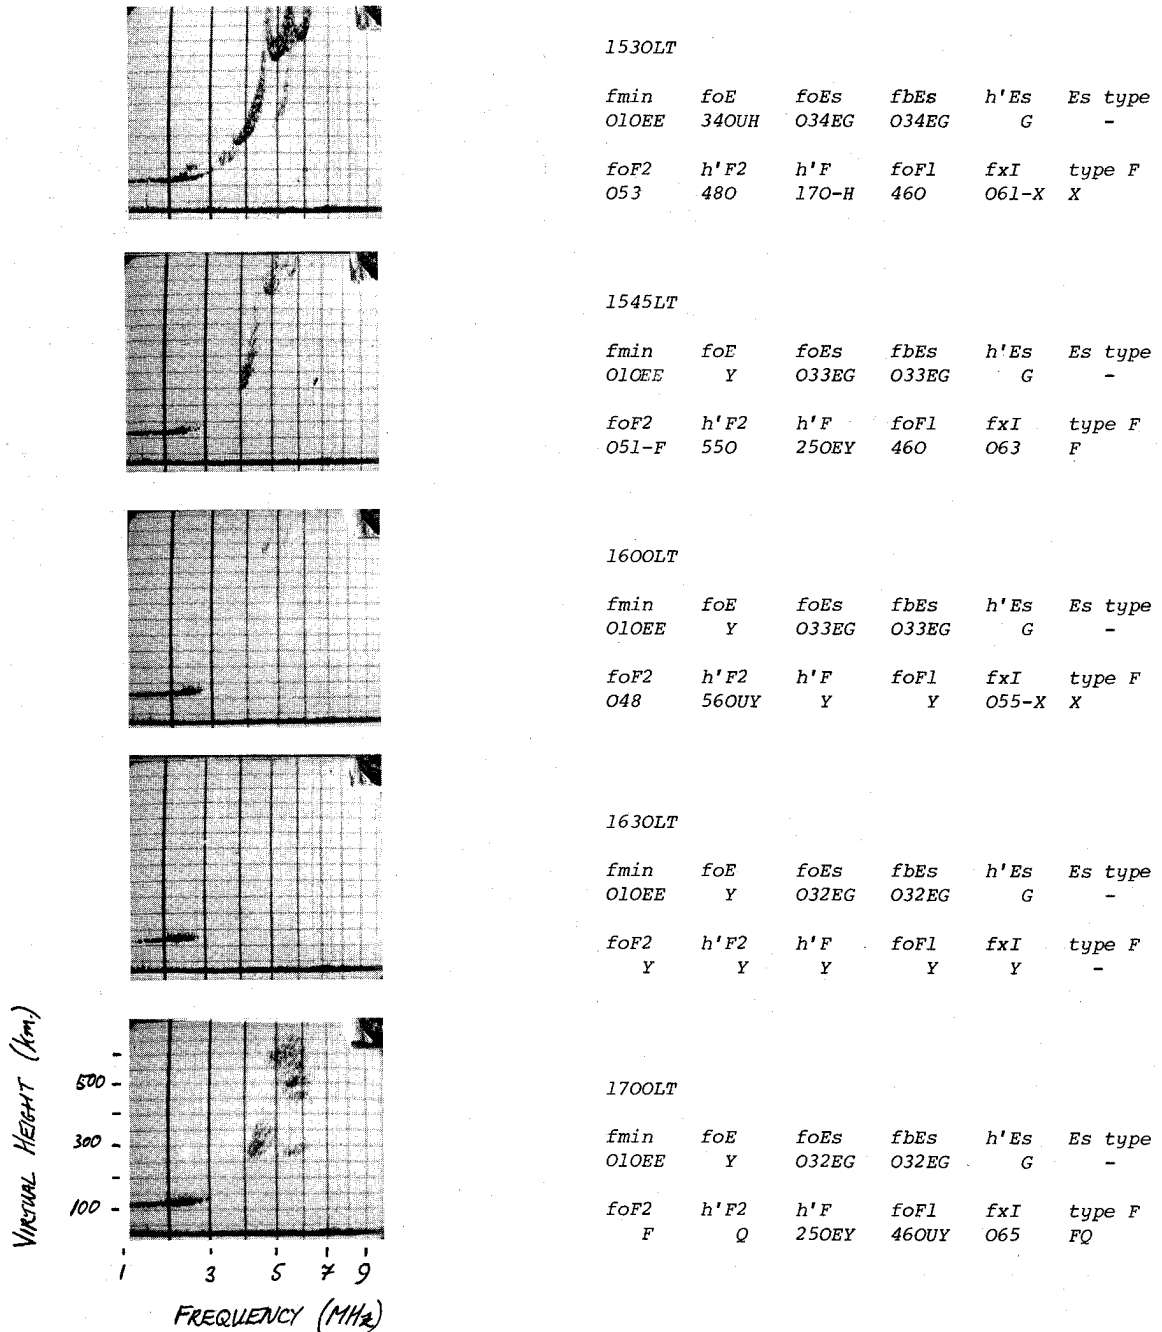 1530LT
fmin foE foEs fbEs h'Es Es type
010EE 340UH 034EG 034EG G -
foF2 h'F2 h'F foF1 fxI type F
053 480 170-H 460 061-X X
1545LT
fmin foE foEs fbEs h'Es Es type
010EE Y 033EG 033EG G -
foF2 h'F2 h'F foF1 fxI type F
051-F 550 250EY 460 063 F
1600LT
fmin foE foEs fbEs h'Es Es type
010EE Y 033EG 033EG G -
foF2 h'F2 h'F foF1 fxI type F
048 560UY Y Y 055-X X
1630LT
fmin foE foEs fbEs h'Es Es type
010EE Y 032EG 032EG G -
foF2 h'F2 h'F foF1 fxI type F
Y Y Y Y Y -
1700LT
fmin foE foEs fbEs h'Es Es type
010EE Y 032EG 032EG G -
foF2 h'F2 h'F foF1 fxI type F
F Q 250EY 460UY 065 FQ
VIRTUAL HEIGHT (km.)
500
300
100
1 3 5 7 9
FREQUENCY (MHz)